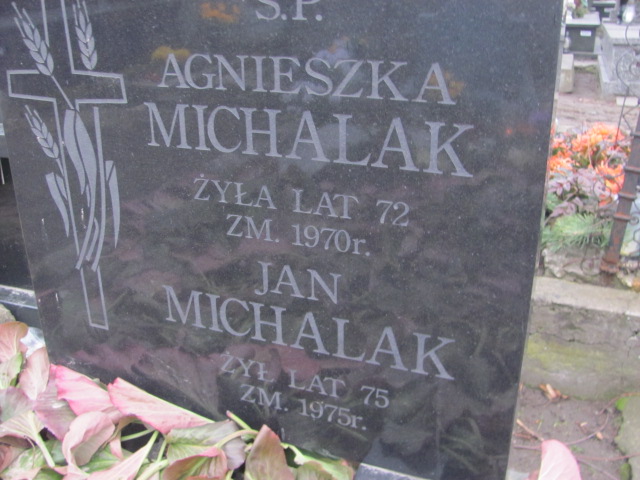 Ś.P.
AGNIESZKA
MICHALAK
ŻYŁA LAT 72
ZM. 1970r.
JAN
MICHALAK
ŻYŁ LAT 75
ZM. 1975r.